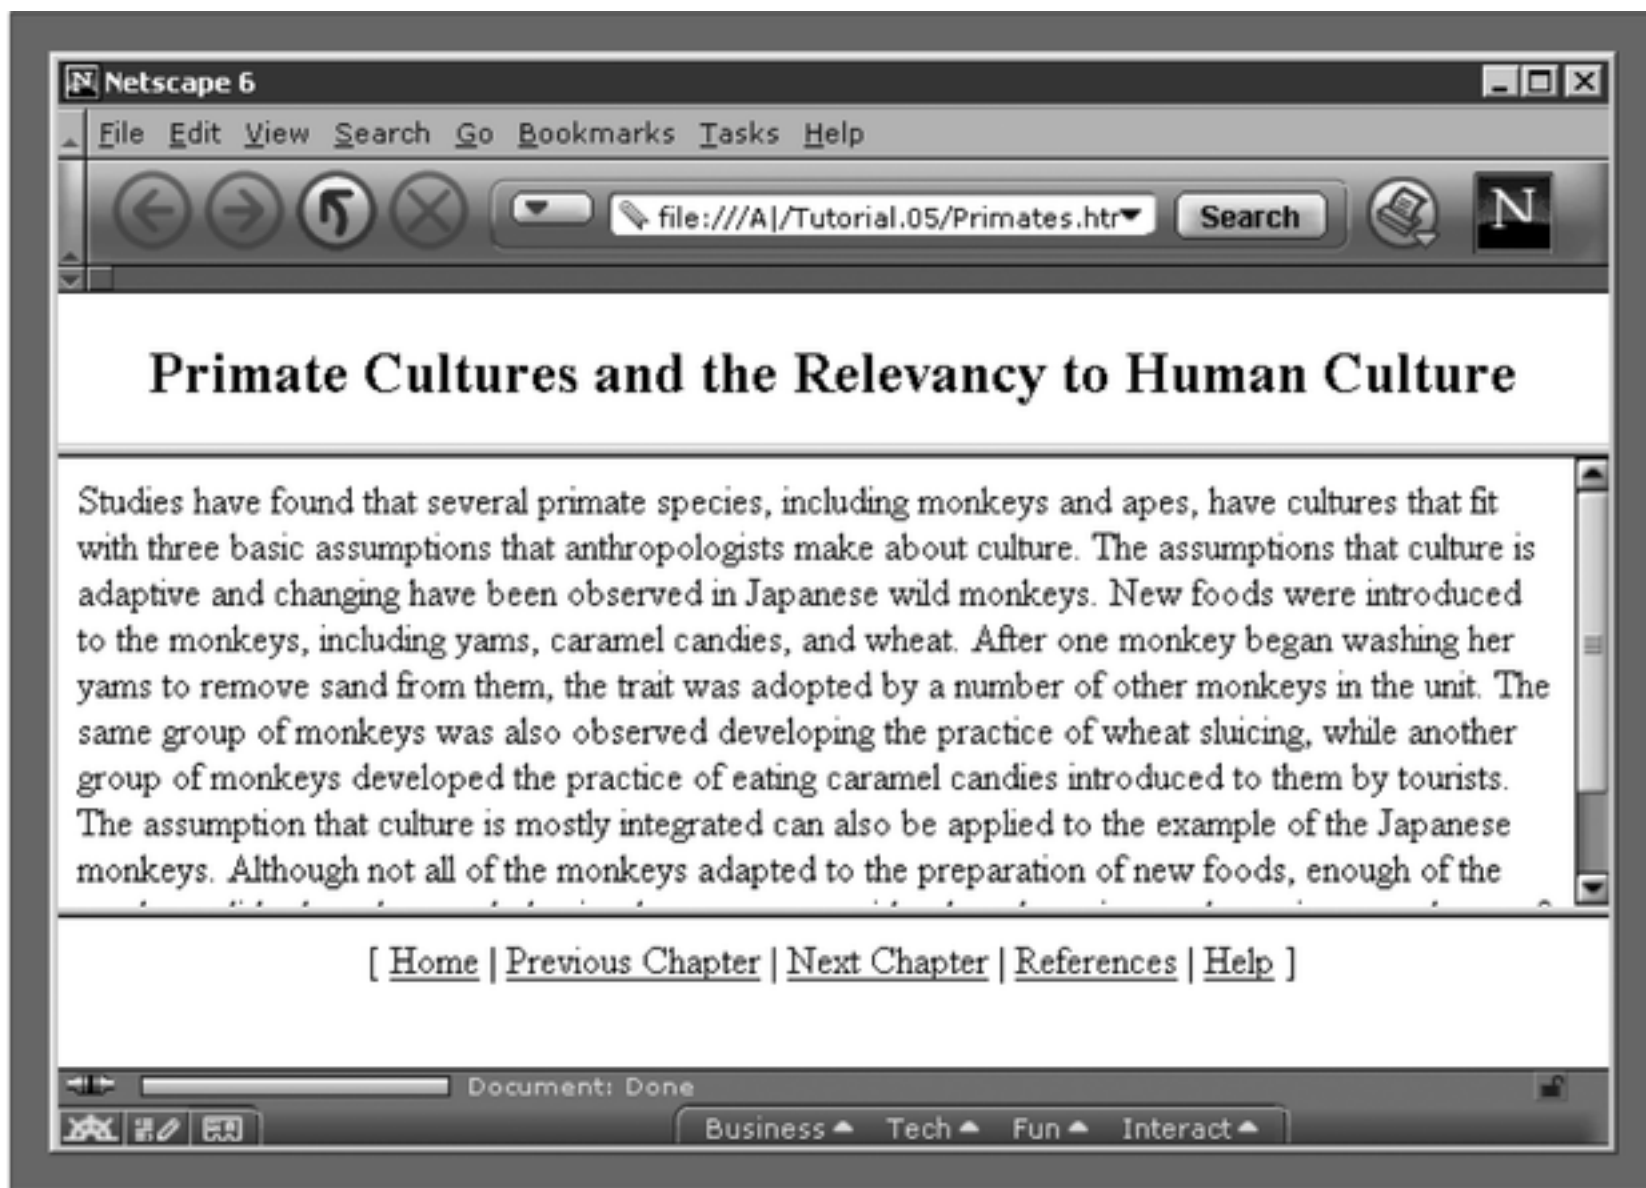 N Netscape 6
File Edit View Search Go Bookmarks Tasks Help
file:///A|/Tutorial.05/Primates.htr Search N
Primate Cultures and the Relevancy to Human Culture
Studies have found that several primate species, including monkeys and apes, have cultures that fit
with three basic assumptions that anthropologists make about culture. The assumptions that culture is
adaptive and changing have been observed in Japanese wild monkeys. New foods were introduced
to the monkeys, including yams, caramel candies, and wheat. After one monkey began washing her
yams to remove sand from them, the trait was adopted by a number of other monkeys in the unit. The
same group of monkeys was also observed developing the practice of wheat sluicing, while another
group of monkeys developed the practice of eating caramel candies introduced to them by tourists.
The assumption that culture is mostly integrated can also be applied to the example of the Japanese
monkeys. Although not all of the monkeys adapted to the preparation of new foods, enough of the
[ Home | Previous Chapter | Next Chapter | References | Help ]
Document: Done
Business Tech Fun Interact